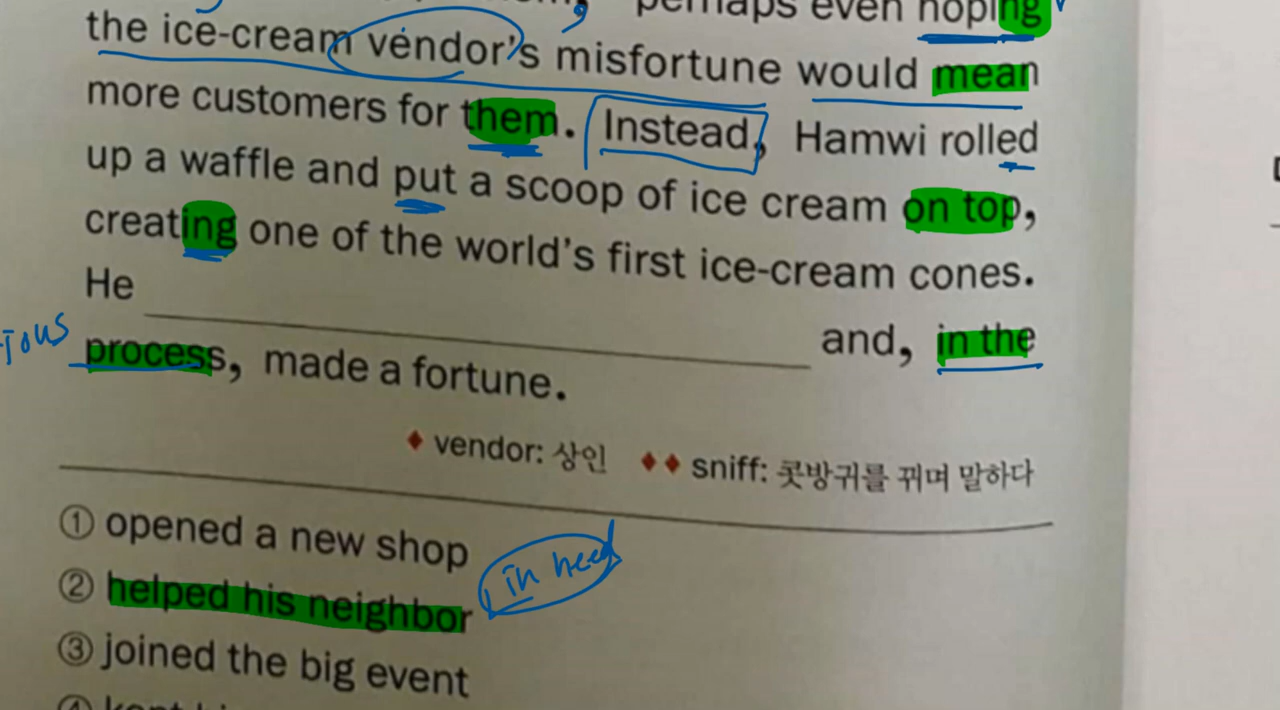 perhaps even hoping
the ice-cream vendor's misfortune would mean
more customers for them. Instead, Hamwi rolled
up a waffle and put a scoop of ice cream on top,
creating one of the world's first ice-cream cones.
He and, in the
process, made a fortune.
♦ vendor: 상인 ♦♦ sniff: 콧방귀를 뀌며 말하다
① opened a new shop
② helped his neighbor in need
③ joined the big event
④